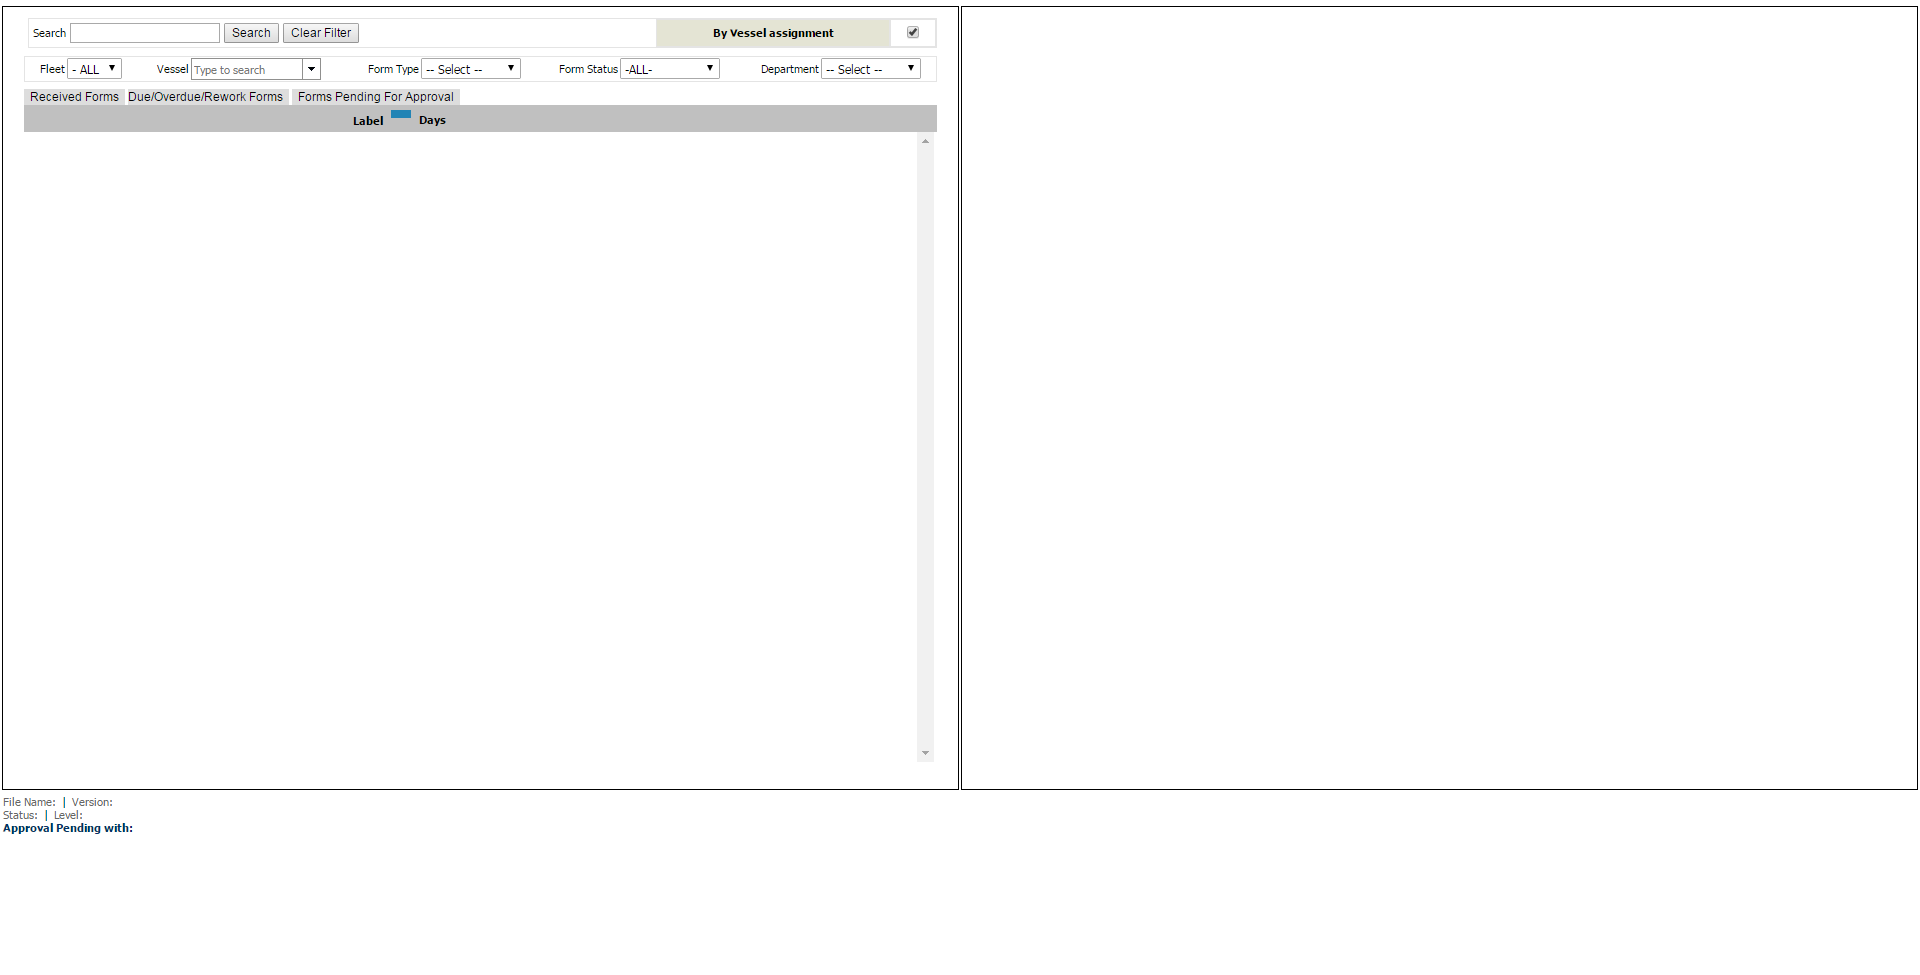 Search Search Clear Filter By Vessel assignment
Fleet - ALL Vessel Type to search Form Type -- Select -- Form Status -ALL- Department -- Select --
Received Forms Due/Overdue/Rework Forms Forms Pending For Approval
Label Days
File Name: | Version:
Status: | Level:
Approval Pending with: